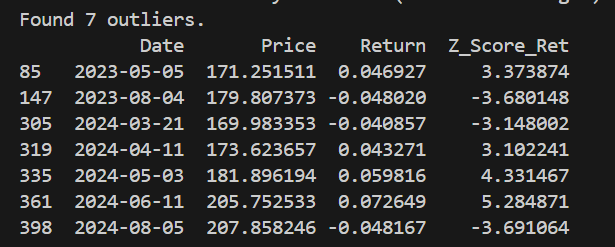 Found 7 outliers.
Date Price Return Z_Score_Ret
85 2023-05-05 171.251511 0.046927 3.373874
147 2023-08-04 179.807373 -0.048020 -3.680148
305 2024-03-21 169.983353 -0.040857 -3.148002
319 2024-04-11 173.623657 0.043271 3.102241
335 2024-05-03 181.896194 0.059816 4.331467
361 2024-06-11 205.752533 0.072649 5.284871
398 2024-08-05 207.858246 -0.048167 -3.691064